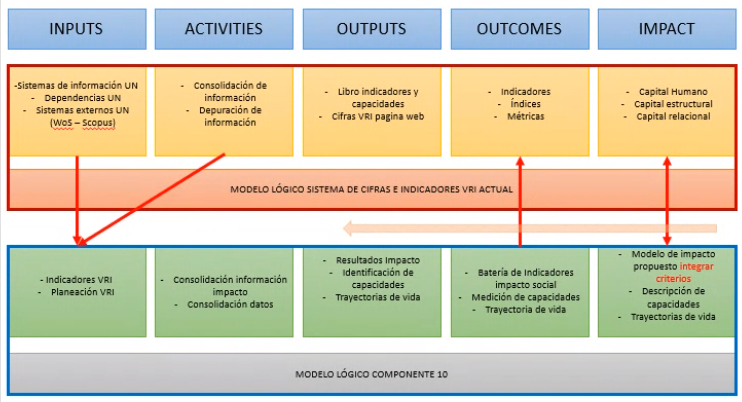 INPUTS
ACTIVITIES
OUTPUTS
OUTCOMES
IMPACT
-Sistemas de información UN
- Dependencias UN
- Sistemas externos UN
(WoS – Scopus)
- Consolidación de
información
- Depuración de
información
- Libro indicadores y
capacidades
- Cifras VRI pagina web
- Indicadores
- Índices
- Métricas
- Capital Humano
- Capital estructural
- Capital relacional
MODELO LÓGICO SISTEMA DE CIFRAS E INDICADORES VRI ACTUAL
- Indicadores VRI
- Planeación VRI
- Consolidación información
impacto
- Consolidación datos
- Resultados Impacto
- Identificación de
capacidades
- Trayectorias de vida
- Batería de Indicadores
impacto social
- Medición de capacidades
- Trayectoria de vida
- Modelo de impacto
propuesto integrar
criterios
- Descripción de
capacidades
- Trayectorias de vida
MODELO LÓGICO COMPONENTE 10